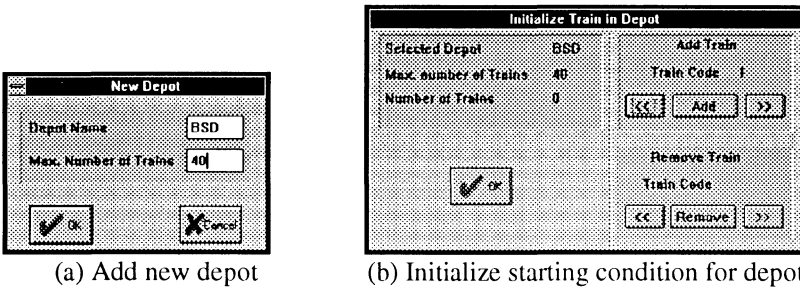 New Depot
Depot Name BSD
Max. Number of Trains 40
OK Cancel
(a) Add new depot
Initialize Train in Depot
Selected Depot BSD
Max. number of Trains 40
Number of Trains 0
OK
Add Train
Train Code 1
<< Add >>
Remove Train
Train Code
<< Remove >>
(b) Initialize starting condition for depot